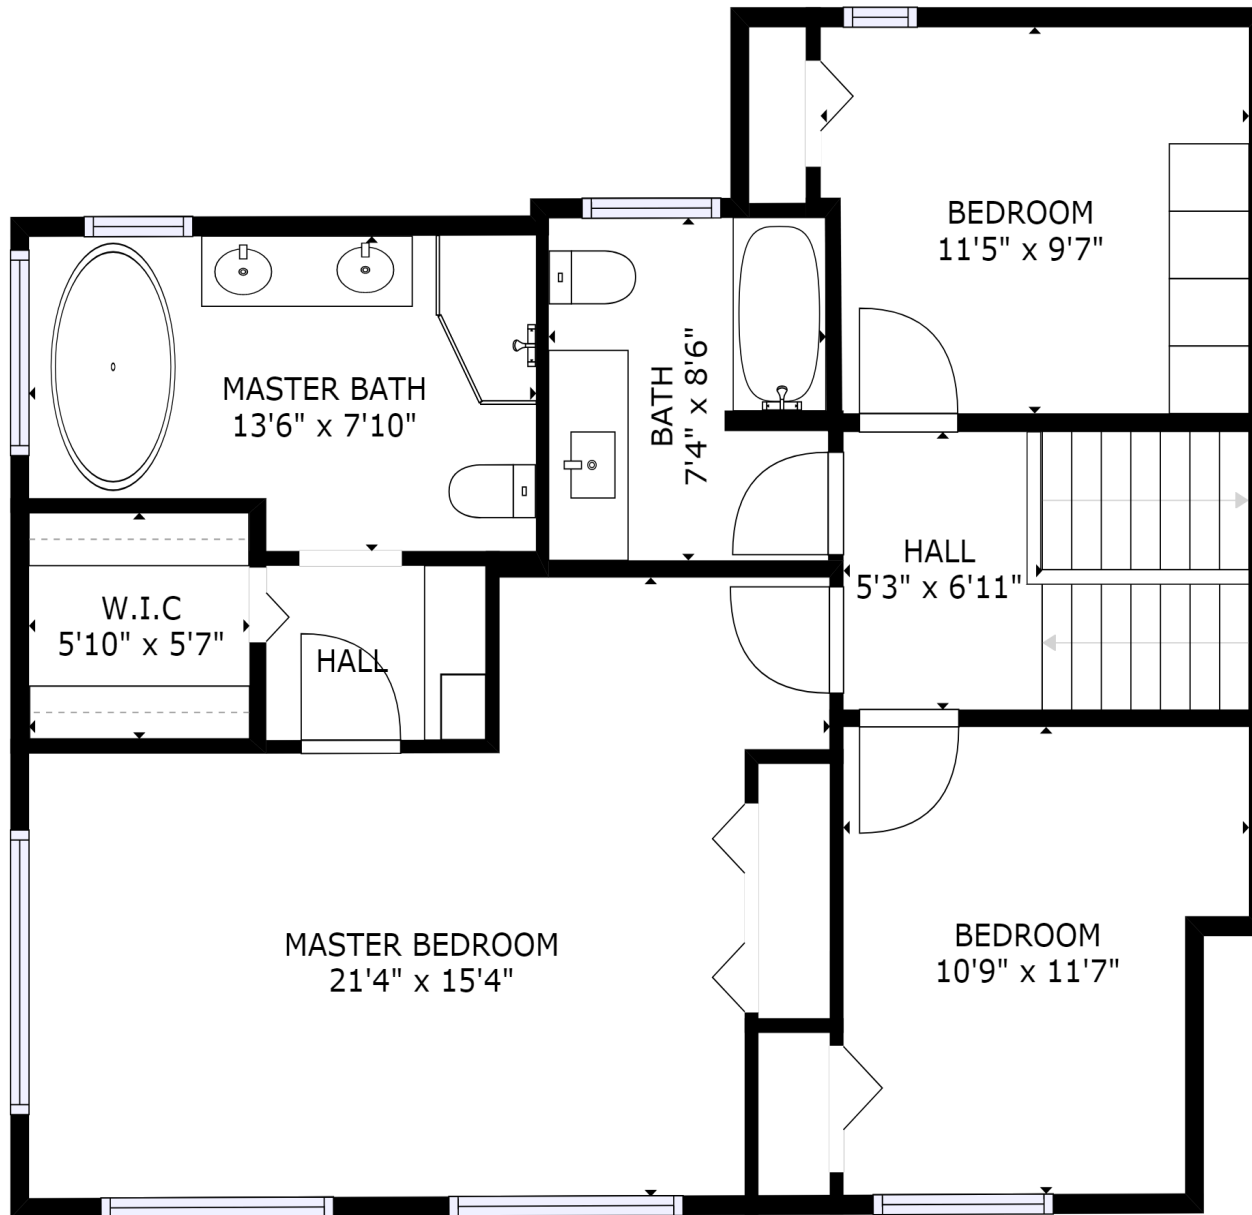 BEDROOM
11'5" x 9'7"
MASTER BATH
13'6" x 7'10"
BATH
7'4" x 8'6"
HALL
5'3" x 6'11"
W.I.C
5'10" x 5'7"
HALL
MASTER BEDROOM
21'4" x 15'4"
BEDROOM
10'9" x 11'7"